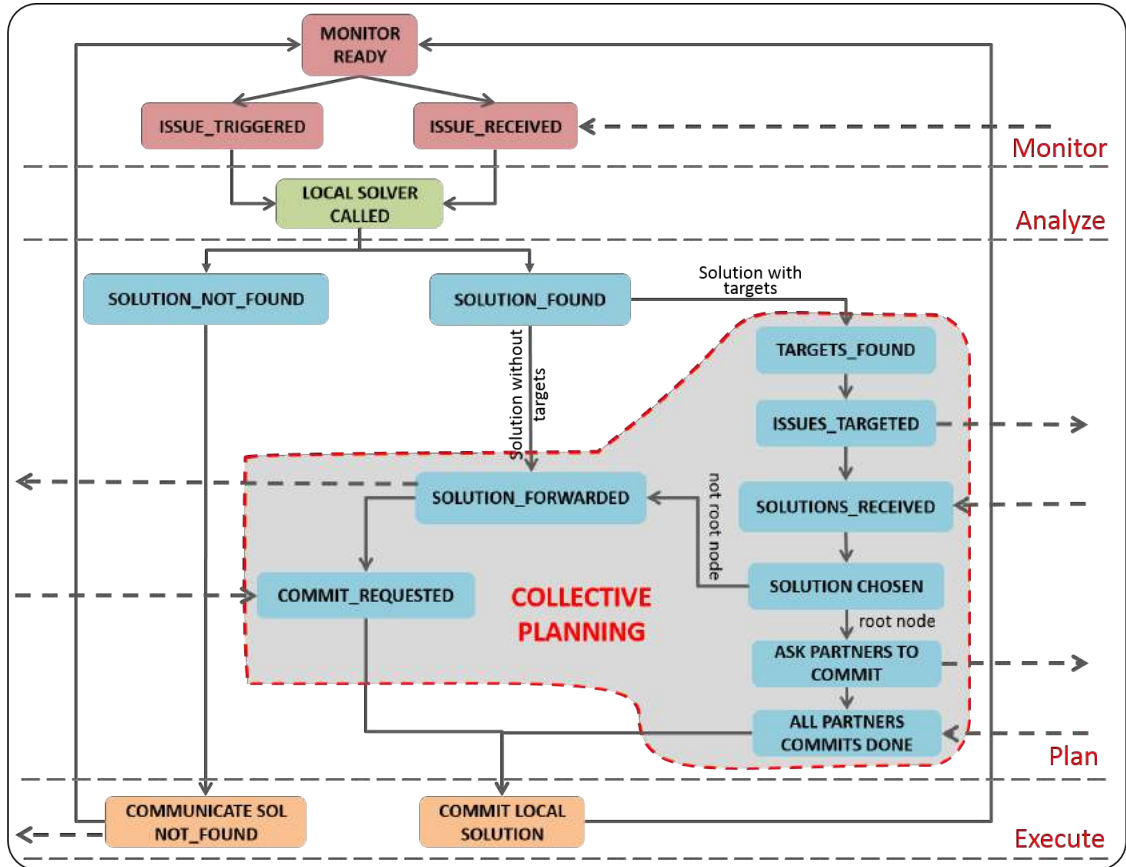 MONITOR
READY
ISSUE_TRIGGERED
ISSUE_RECEIVED
Monitor
LOCAL SOLVER
CALLED
Analyze
SOLUTION_NOT_FOUND
SOLUTION_FOUND
Solution with
targets
Solution without
targets
TARGETS_FOUND
ISSUES_TARGETED
SOLUTION_FORWARDED
not root node
SOLUTIONS_RECEIVED
COMMIT_REQUESTED
COLLECTIVE
PLANNING
SOLUTION CHOSEN
root node
ASK PARTNERS TO
COMMIT
ALL PARTNERS
COMMITS DONE
Plan
COMMUNICATE SOL
NOT_FOUND
COMMIT LOCAL
SOLUTION
Execute